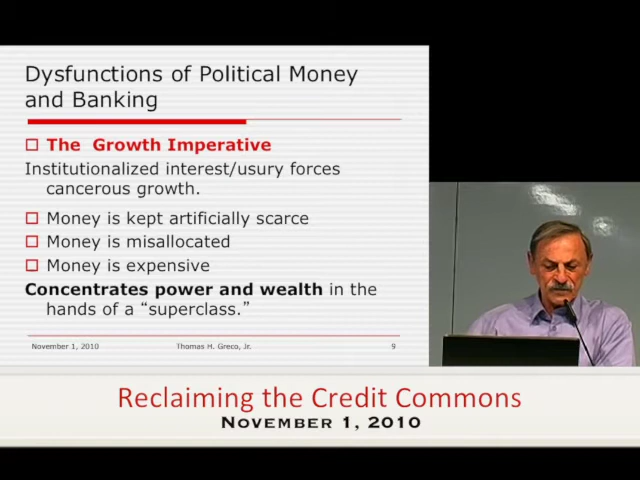 Dysfunctions of Political Money
and Banking
The Growth Imperative
Institutionalized interest/usury forces
cancerous growth.
Money is kept artificially scarce
Money is misallocated
Money is expensive
Concentrates power and wealth in the
hands of a “superclass.”
November 1, 2010 Thomas H. Greco, Jr. 9
Reclaiming the Credit Commons
November 1, 2010